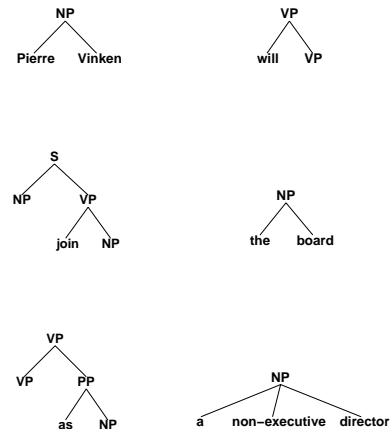 NP VP
Pierre Vinken will VP
S
NP VP NP
join NP the board
VP
VP PP NP
as NP a non−executive director